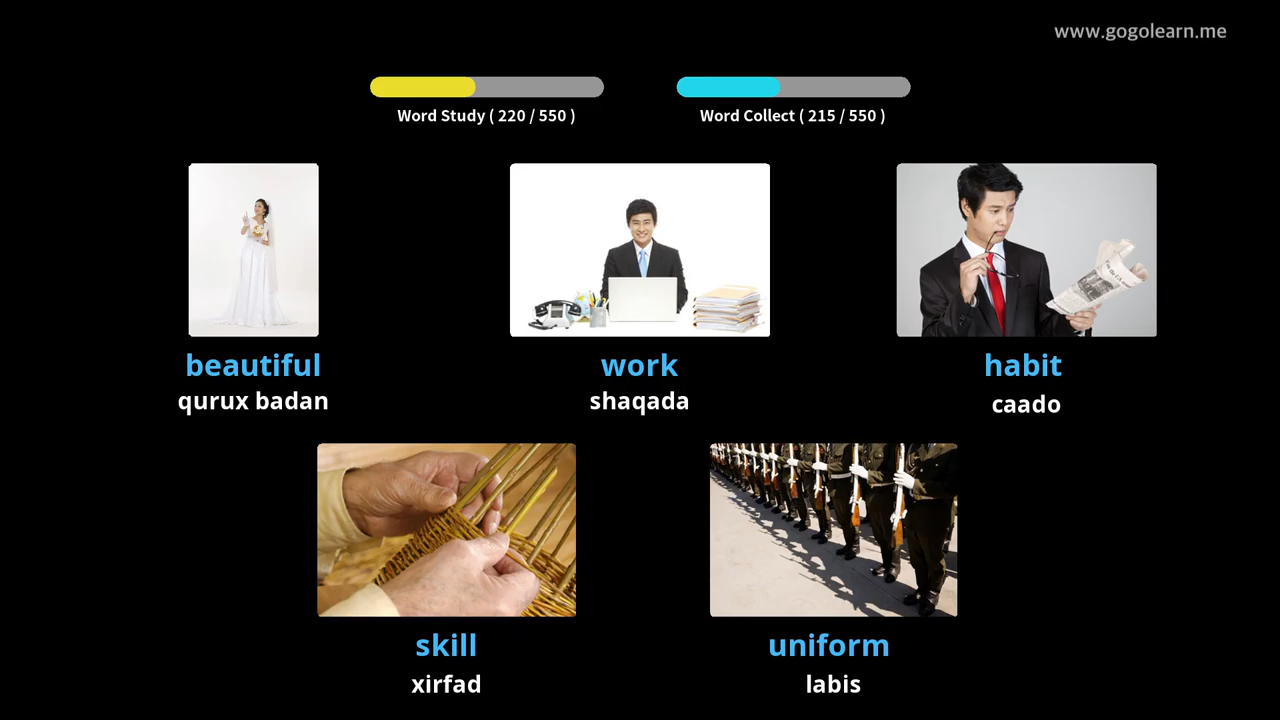 www.gogolearn.me
Word Study ( 220 / 550 )
Word Collect ( 215 / 550 )
beautiful
qurux badan
work
shaqada
habit
caado
skill
xirfad
uniform
labis